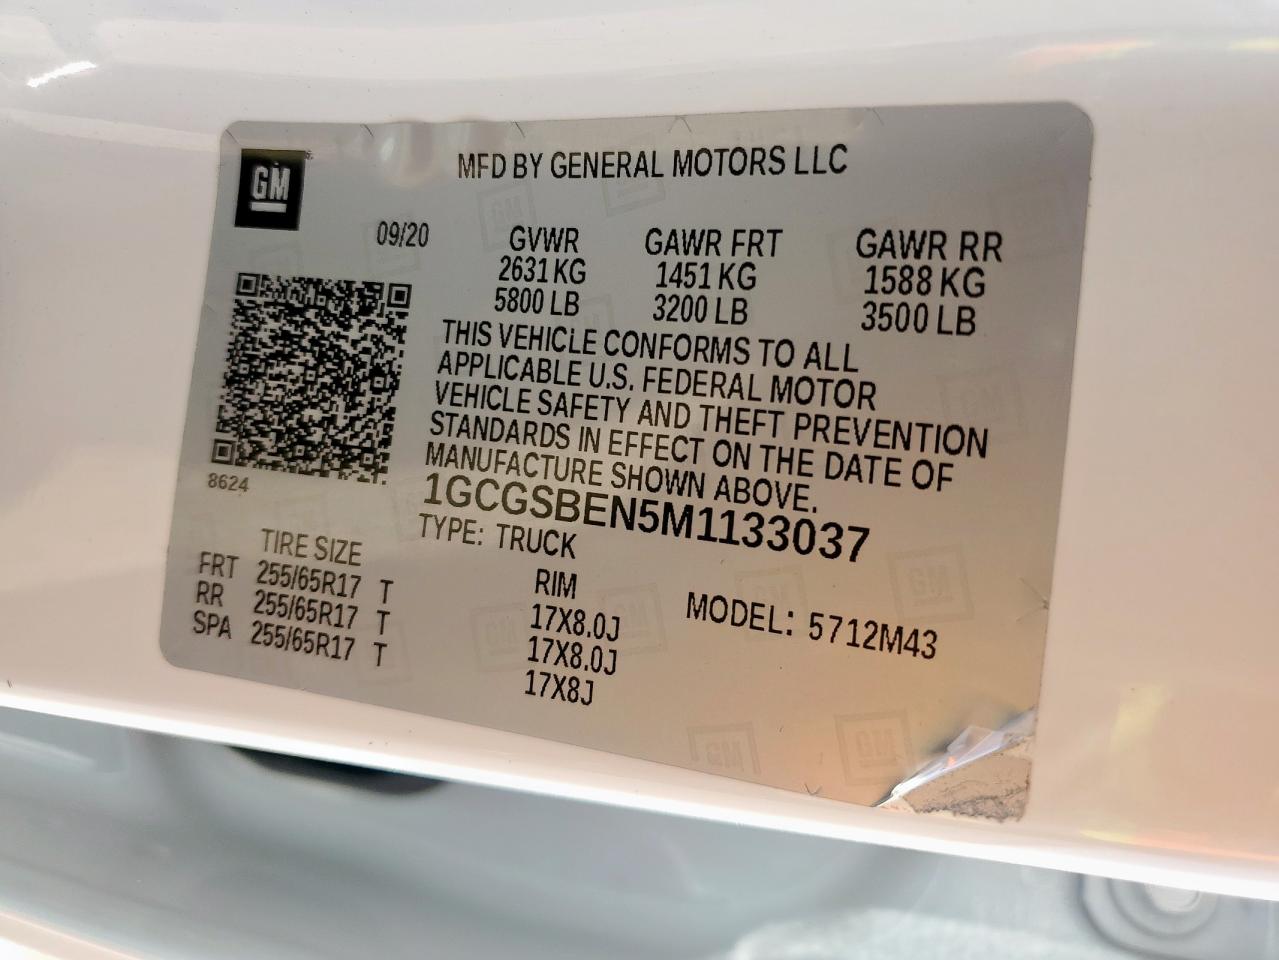 GM
MFD BY GENERAL MOTORS LLC
09/20 GVWR GAWR FRT GAWR RR
2631 KG 1451 KG 1588 KG
5800 LB 3200 LB 3500 LB
THIS VEHICLE CONFORMS TO ALL
APPLICABLE U.S. FEDERAL MOTOR
VEHICLE SAFETY AND THEFT PREVENTION
STANDARDS IN EFFECT ON THE DATE OF
MANUFACTURE SHOWN ABOVE.
8624
1GCGSBEN5M1133037
TYPE: TRUCK
TIRE SIZE RIM
FRT 255/65R17 T 17X8.0J
RR 255/65R17 T 17X8.0J
SPA 255/65R17 T 17X8J
MODEL: 5712M43